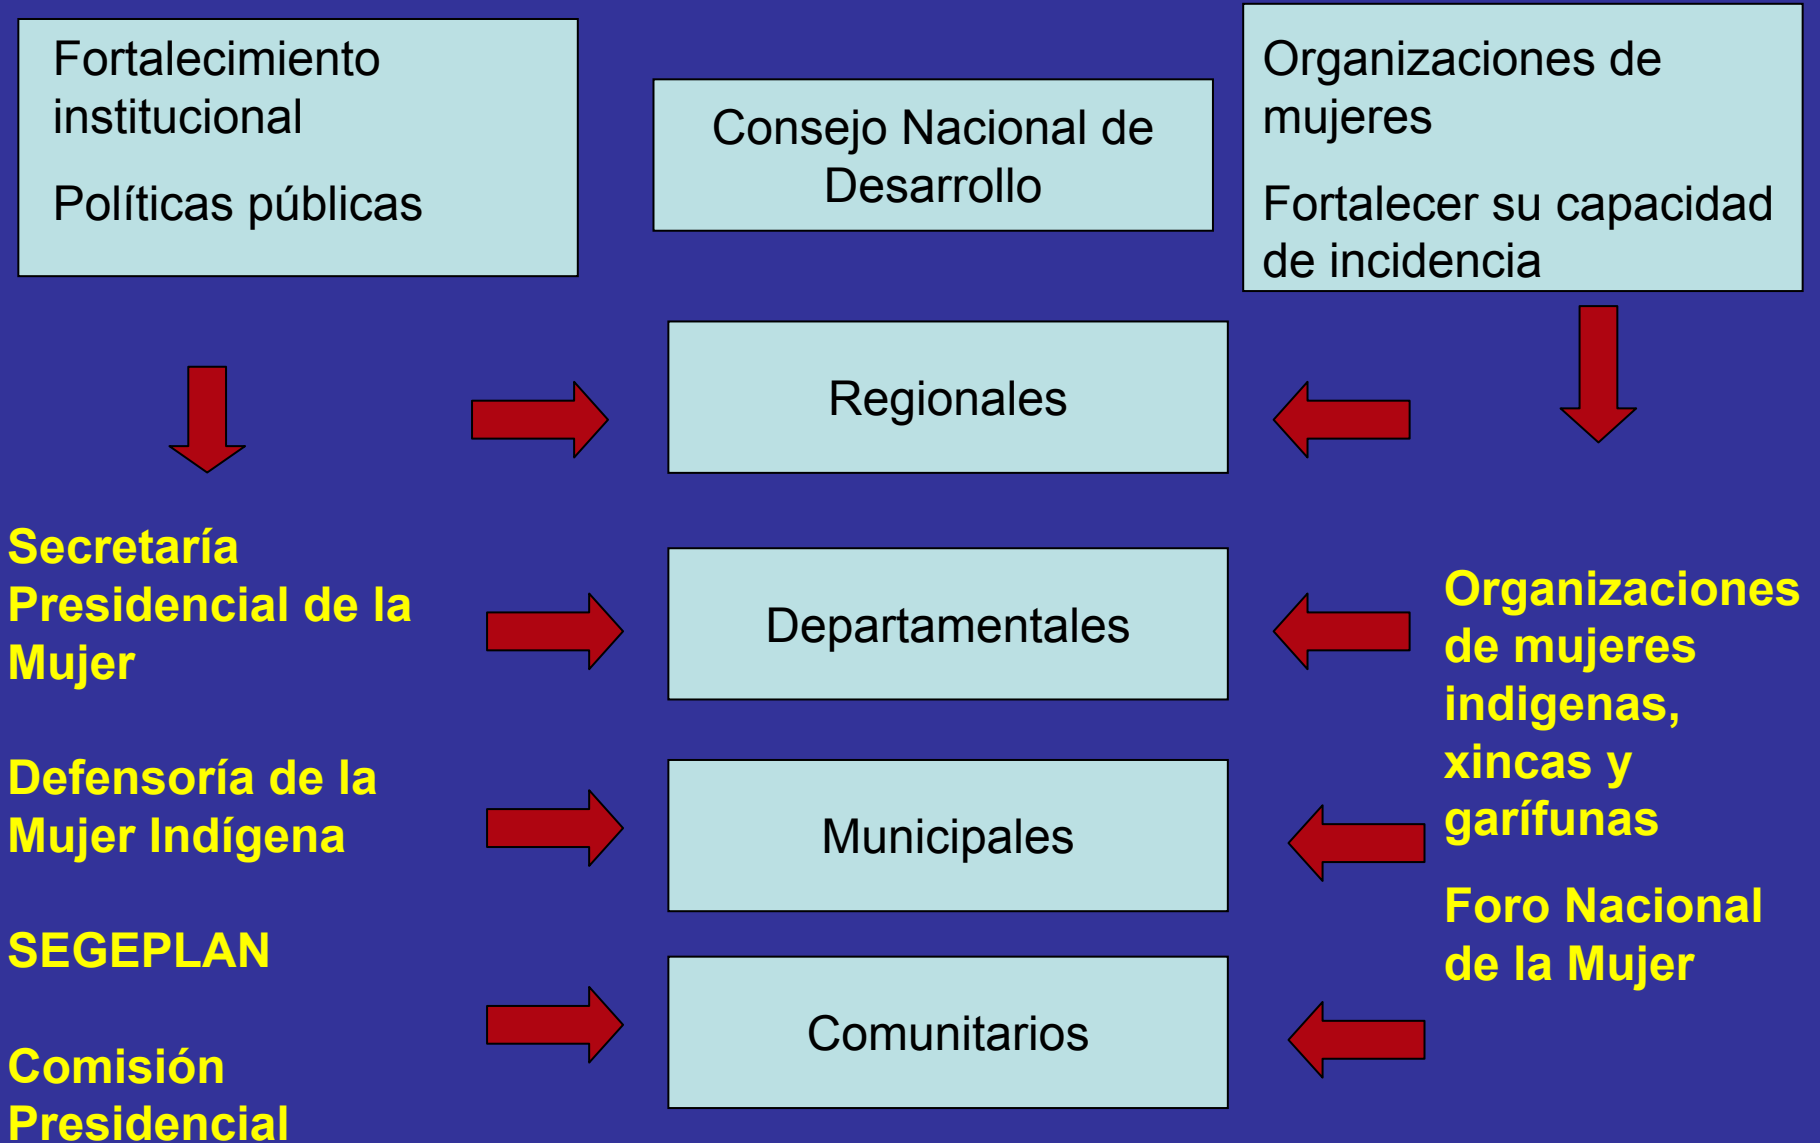 Fortalecimiento
institucional
Políticas públicas
Consejo Nacional de
Desarrollo
Organizaciones de
mujeres
Fortalecer su capacidad
de incidencia
Regionales
Departamentales
Municipales
Comunitarios
Secretaría
Presidencial de la
Mujer
Defensoría de la
Mujer Indígena
SEGEPLAN
Comisión
Presidencial
Organizaciones
de mujeres
indigenas,
xincas y
garífunas
Foro Nacional
de la Mujer